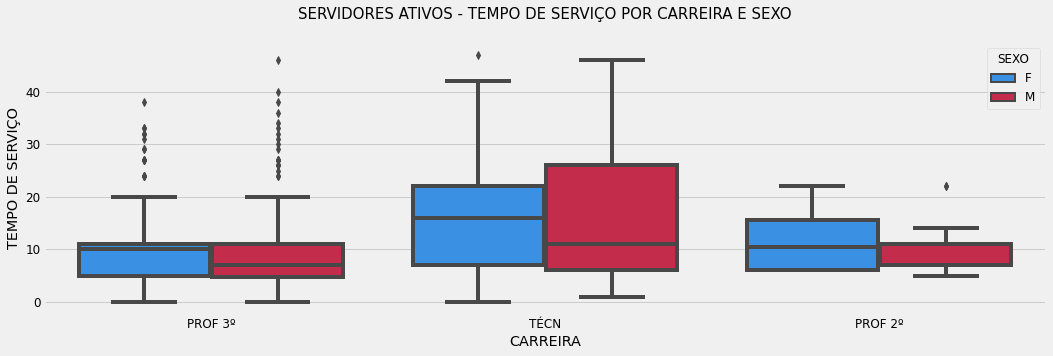 SERVIDORES ATIVOS - TEMPO DE SERVIÇO POR CARREIRA E SEXO
SEXO
F
M
TEMPO DE SERVIÇO
40
30
20
10
0
PROF 3º
TÉCN
PROF 2º
CARREIRA